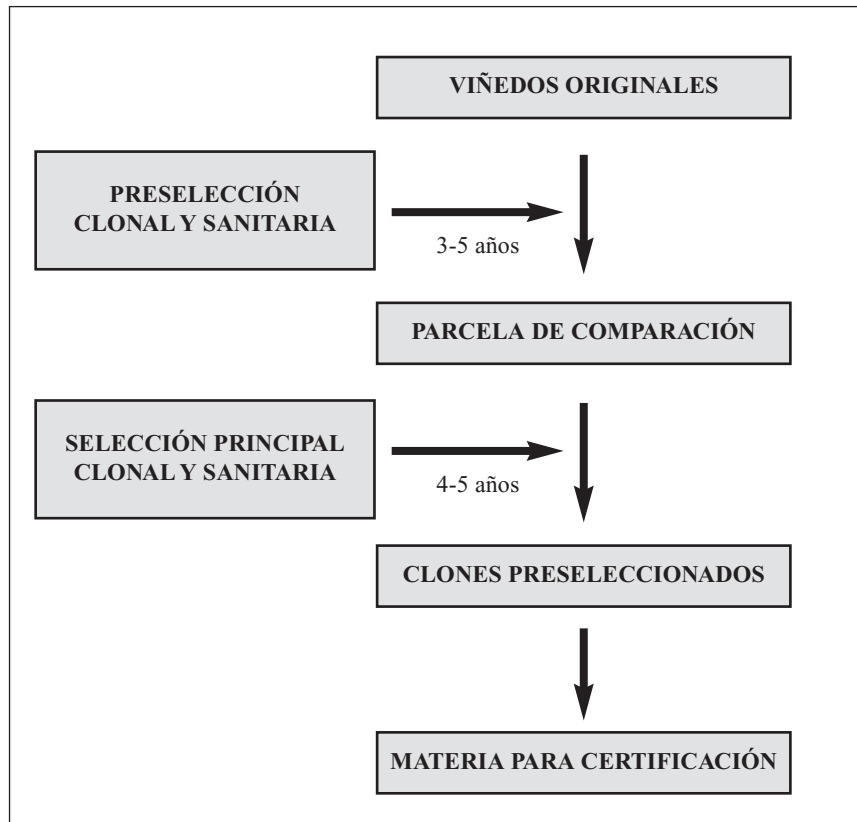 VIÑEDOS ORIGINALES
PRESELECCIÓN
CLONAL Y SANITARIA
3-5 años
PARCELA DE COMPARACIÓN
SELECCIÓN PRINCIPAL
CLONAL Y SANITARIA
4-5 años
CLONES PRESELECCIONADOS
MATERIA PARA CERTIFICACIÓN